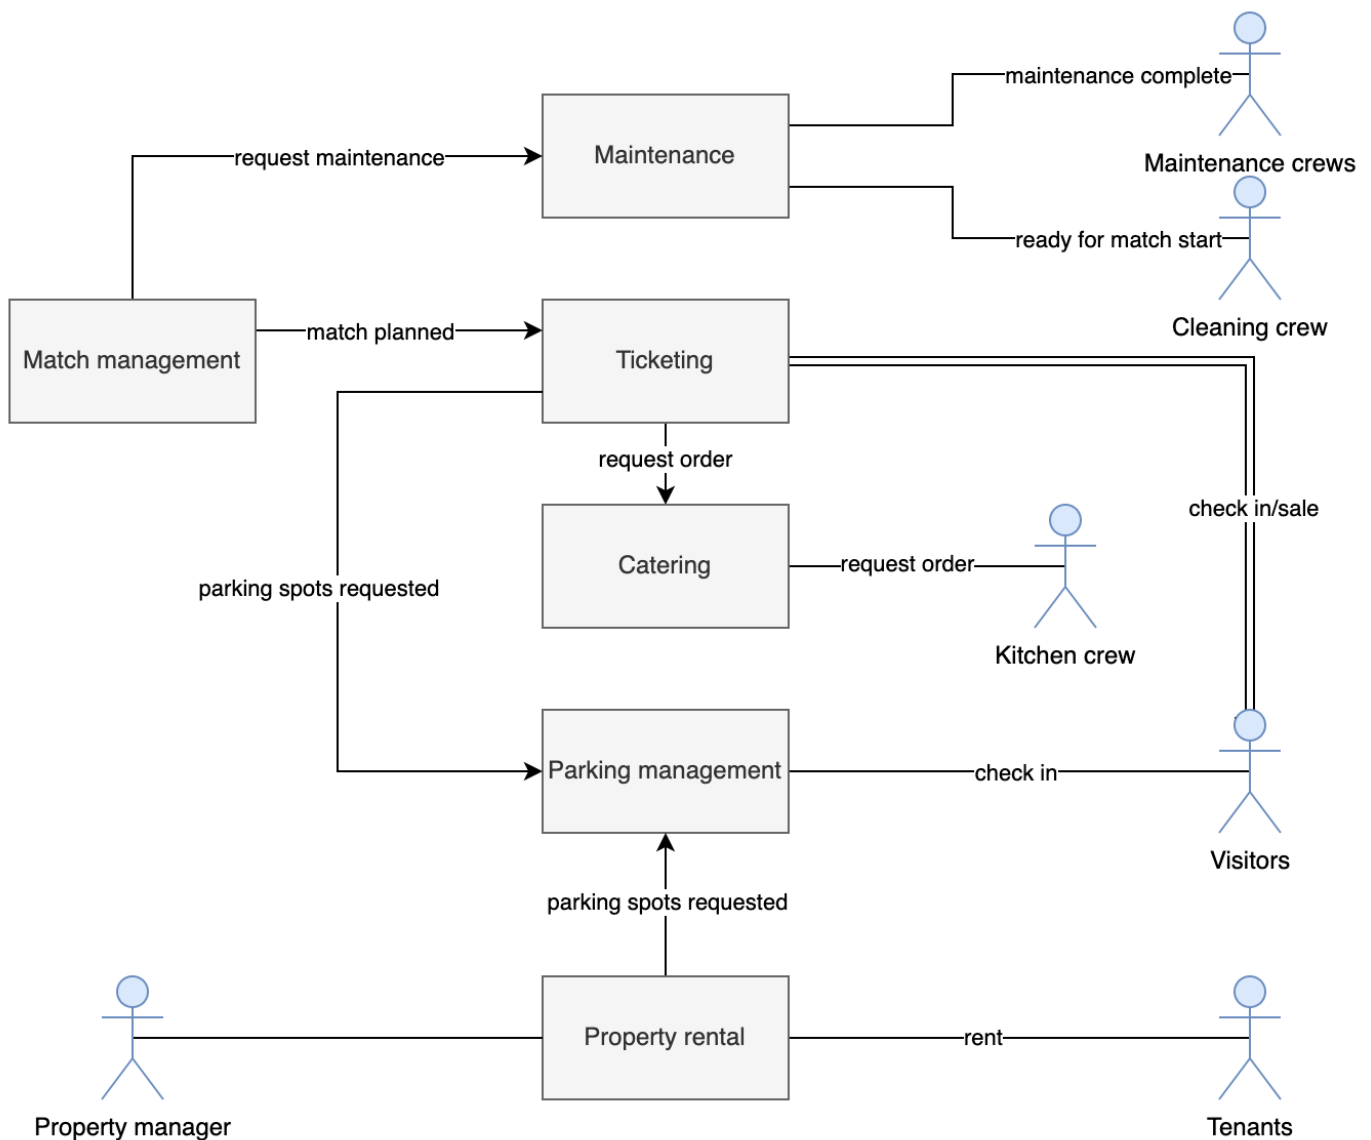 maintenance complete
Maintenance
request maintenance
Maintenance crews
ready for match start
Cleaning crew
match planned
Match management
Ticketing
request order
check in/sale
Catering
request order
parking spots requested
Kitchen crew
Parking management
check in
Visitors
parking spots requested
Property rental
rent
Property manager
Tenants